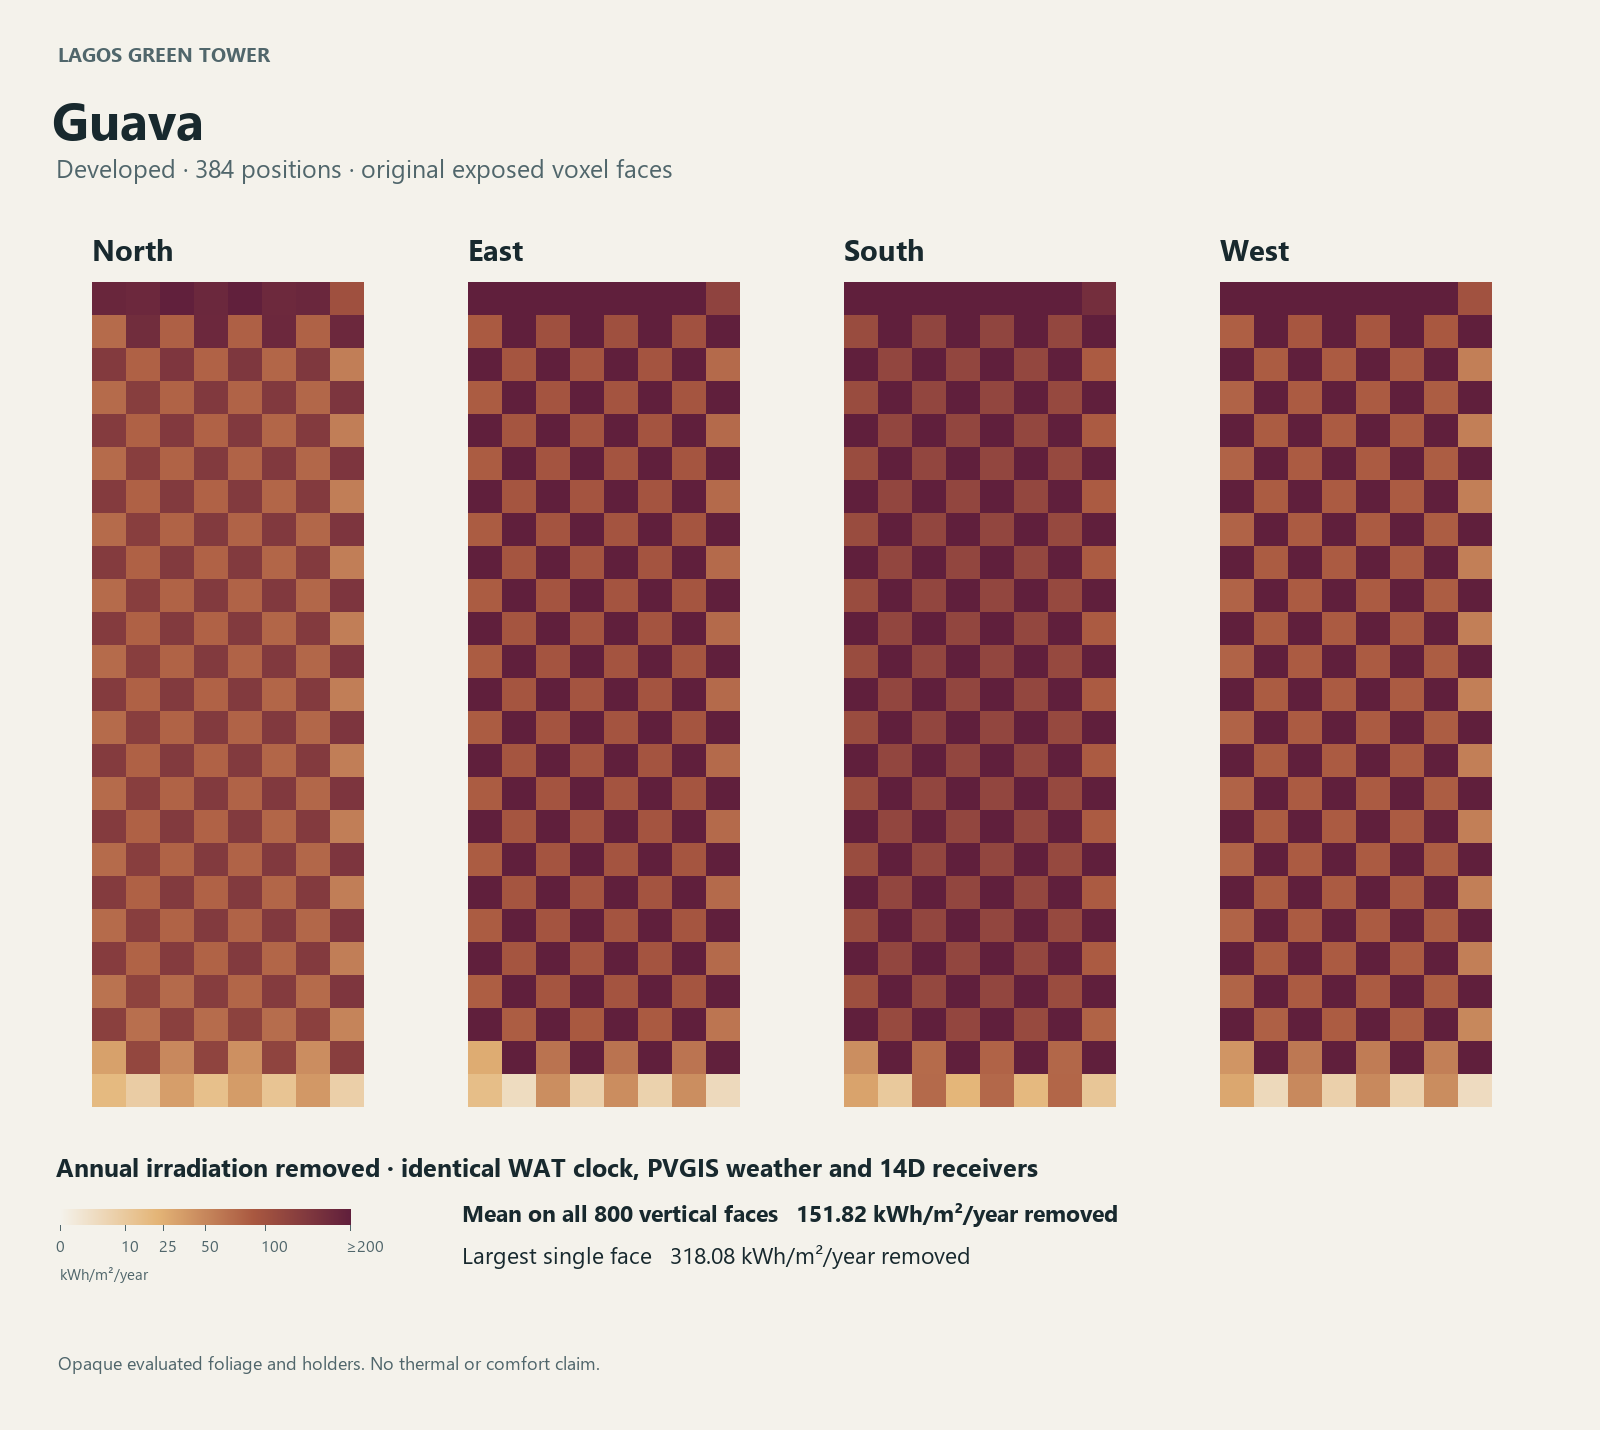 LAGOS GREEN TOWER
Guava
Developed · 384 positions · original exposed voxel faces
North East South West
Annual irradiation removed · identical WAT clock, PVGIS weather and 14D receivers
Mean on all 800 vertical faces 151.82 kWh/m²/year removed
0 10 25 50 100 ≥200
Largest single face 318.08 kWh/m²/year removed
kWh/m²/year
Opaque evaluated foliage and holders. No thermal or comfort claim.